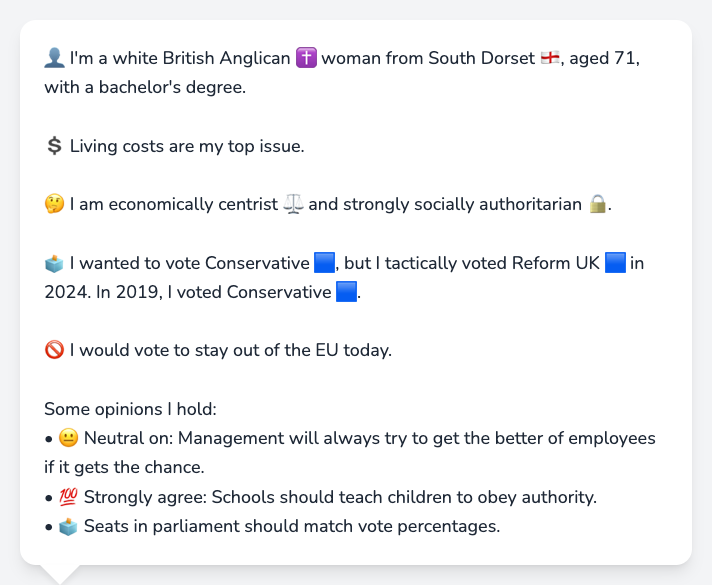 👤 I'm a white British Anglican ✝️ woman from South Dorset 🏴󠁧󠁢󠁥󠁮󠁧󠁿, aged 71,
with a bachelor's degree.
💲 Living costs are my top issue.
🤔 I am economically centrist ⚖️ and strongly socially authoritarian 🔒.
🗳️ I wanted to vote Conservative 🟦, but I tactically voted Reform UK 🟦 in
2024. In 2019, I voted Conservative 🟦.
🚫 I would vote to stay out of the EU today.
Some opinions I hold:
• 😐 Neutral on: Management will always try to get the better of employees
if it gets the chance.
• 💯 Strongly agree: Schools should teach children to obey authority.
• 🗳️ Seats in parliament should match vote percentages.